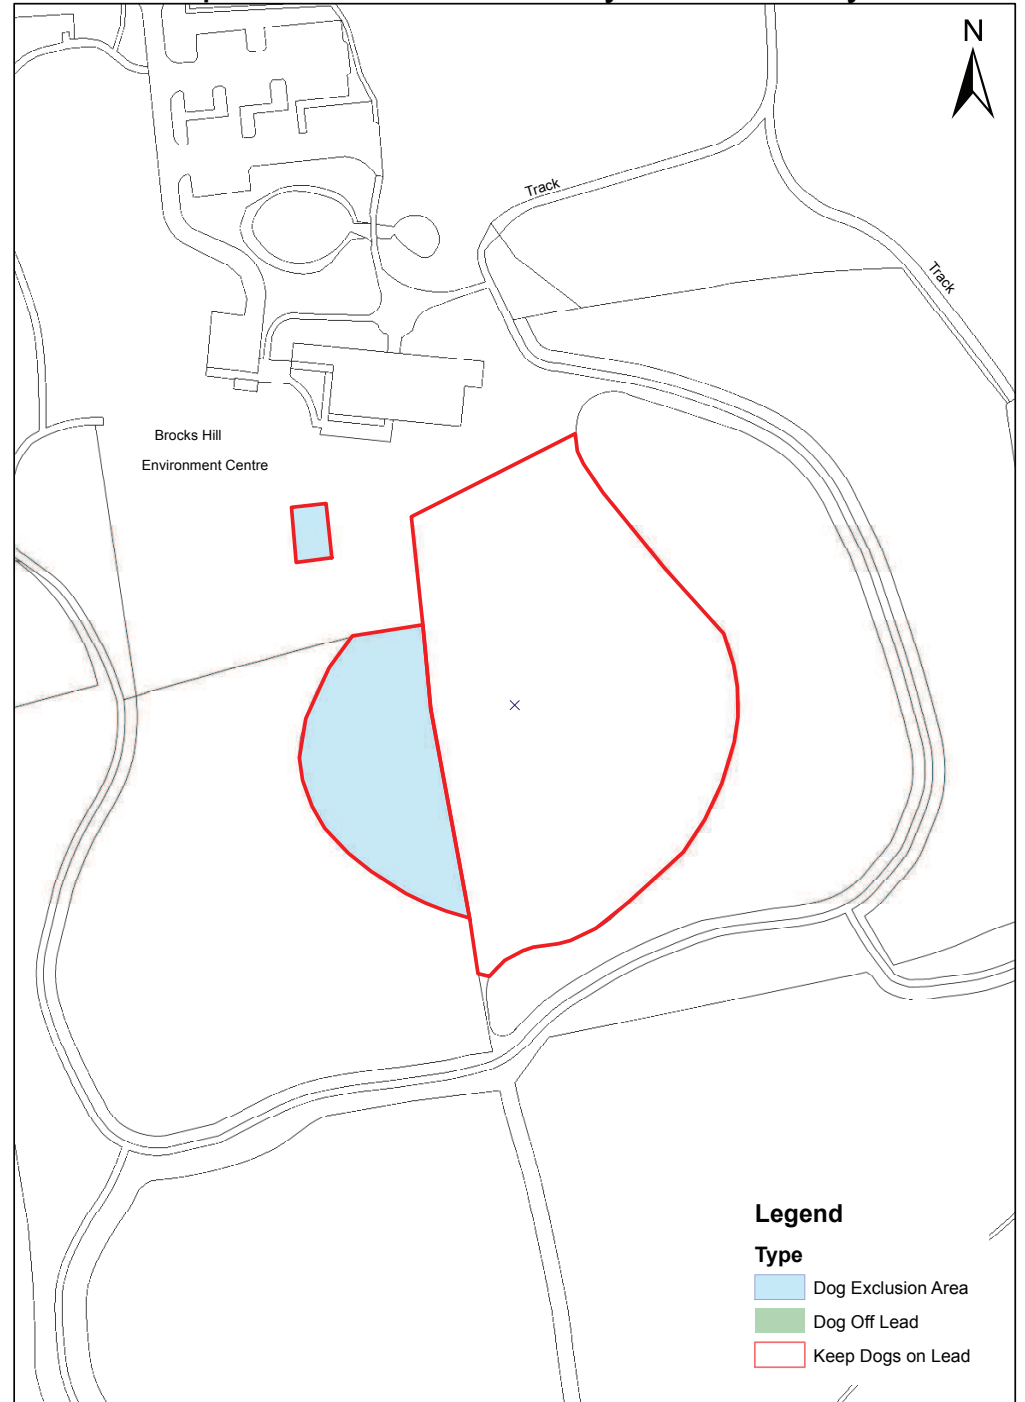 N
Track
Track
Brocks Hill
Environment Centre
Legend
Type
Dog Exclusion Area
Dog Off Lead
Keep Dogs on Lead